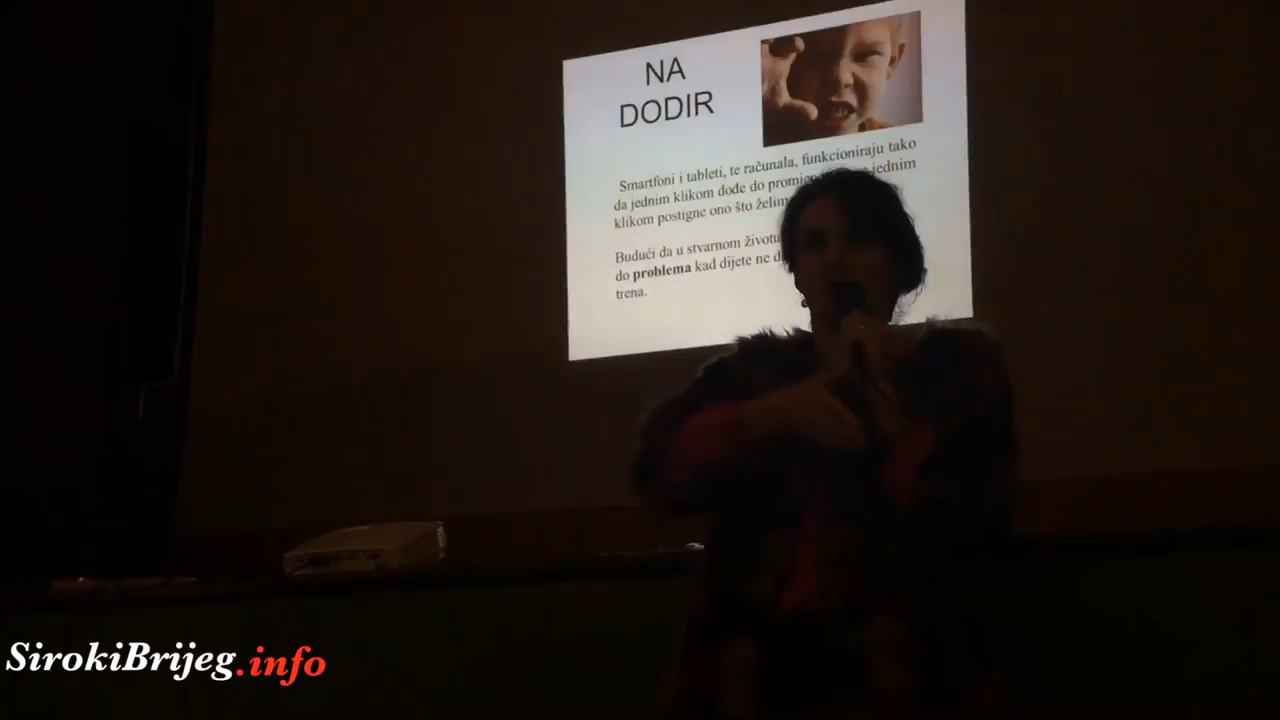 NA
DODIR
Smartfoni i tableti, te računala, funkcioniraju tako
da jednim klikom dođe do jednim
klikom postigne ono što želim
Budući da u stvarnom životu
do problema kad dijete ne
trena.
SirokiBrijeg.info